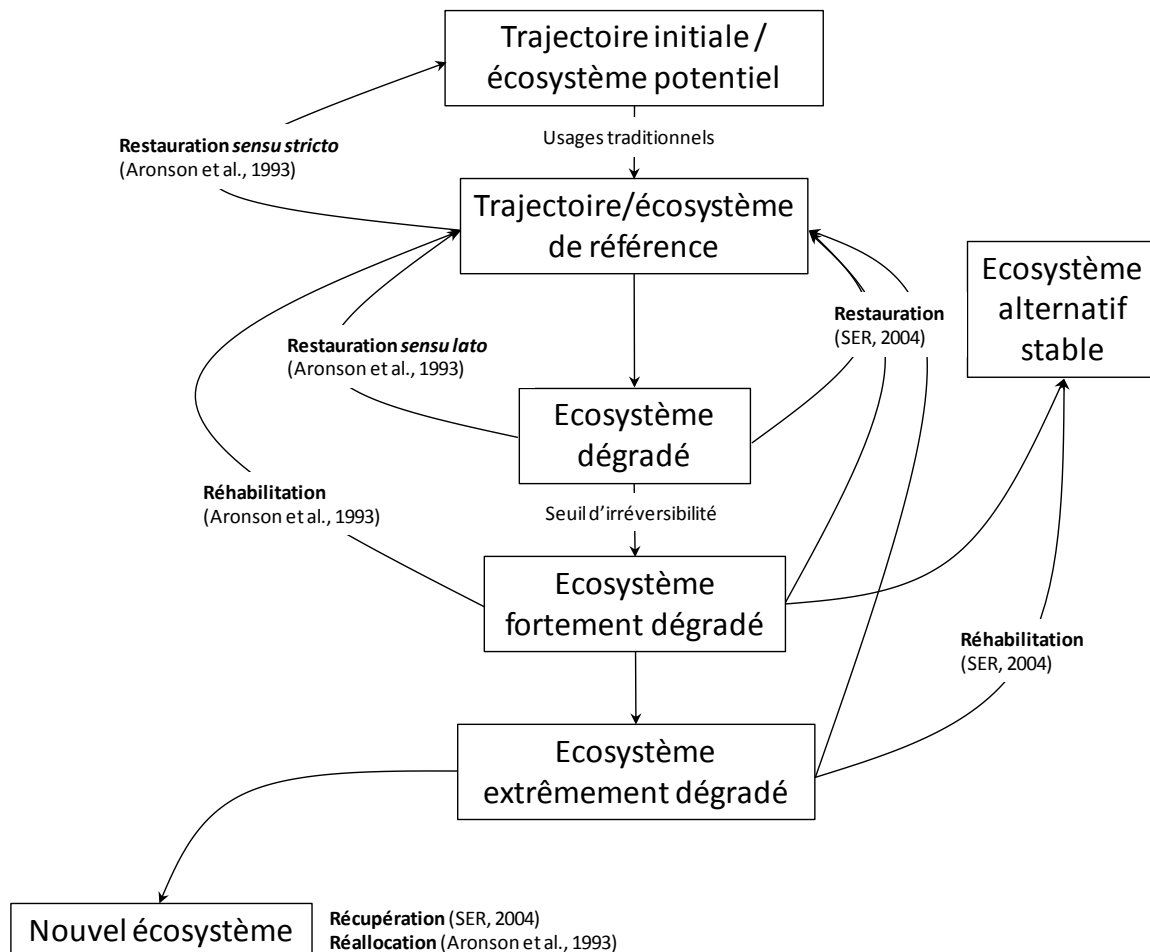 Trajectoire initiale /
écosystème potentiel
Usages traditionnels
Restauration sensu stricto
(Aronson et al., 1993)
Trajectoire/écosystème
de référence
Ecosystème
alternatif
stable
Restauration
(SER, 2004)
Restauration sensu lato
(Aronson et al., 1993)
Ecosystème
dégradé
Réhabilitation
(Aronson et al., 1993)
Seuil d'irréversibilité
Ecosystème
fortement dégradé
Réhabilitation
(SER, 2004)
Ecosystème
extrêmement dégradé
Nouvel écosystème
Récupération (SER, 2004)
Réallocation (Aronson et al., 1993)